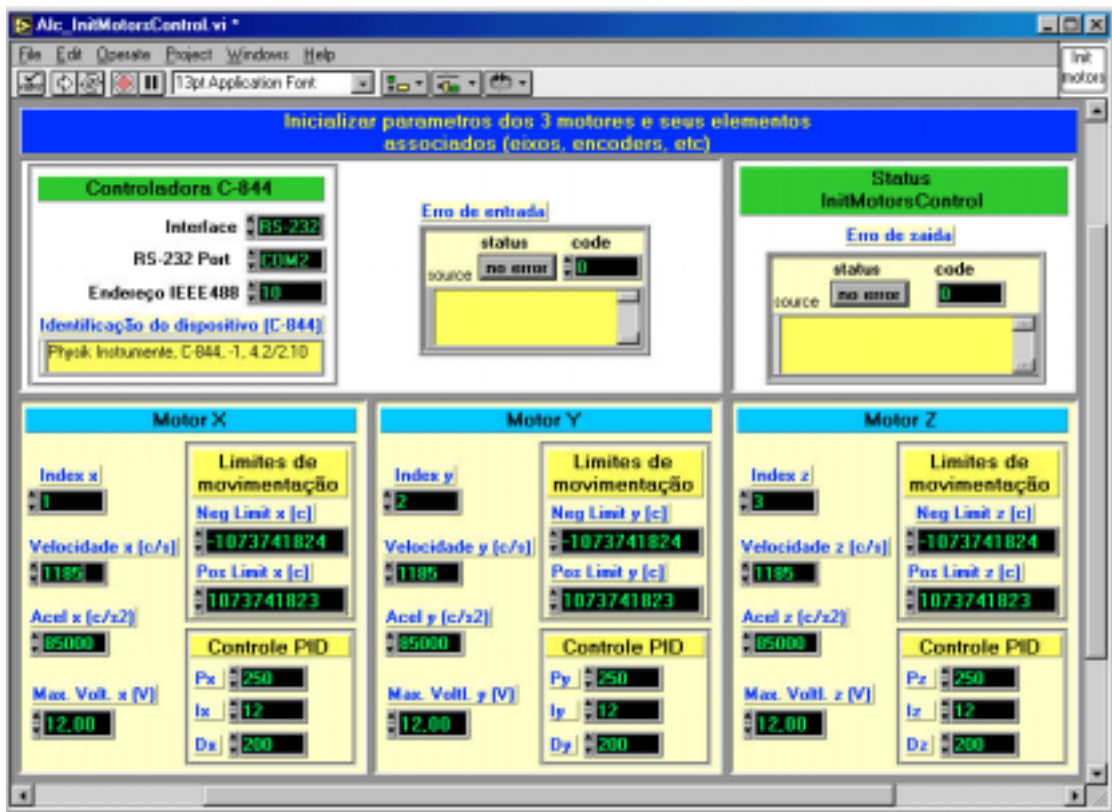 Alc_InitMotorsControl.vi *
File Edit Operate Project Windows Help
13pt Application Font
Init motors
Inicializar parametros dos 3 motores e seus elementos
associados (eixos, encoders, etc)
Controladora C-844
Interface RS-232
RS-232 Port COM2
Endereço IEEE488 10
Identificação do dispositivo [C-844]
Physik Instrumente, C-844, -1, 4.2/2.10
Erro de entrada
status code
source no error 0
Status
InitMotorsControl
Erro de saida
status code
source no error 0
Motor X
Index x
1
Velocidade x [c/s]
1185
Acel x [c/s2]
85000
Max. Volt. x (V)
12,00
Limites de
movimentação
Neg Limit x [c]
-1073741824
Pos Limit x [c]
1073741823
Controle PID
Px 250
Ix 12
Dx 200
Motor Y
Index y
2
Velocidade y [c/s]
1185
Acel y [c/s2]
85000
Max. Voltl. y (V)
12,00
Limites de
movimentação
Neg Limit y [c]
-1073741824
Pos Limit y [c]
1073741823
Controle PID
Py 250
Iy 12
Dy 200
Motor Z
Index z
3
Velocidade z [c/s]
1185
Acel z [c/s2]
85000
Max. Voltl. z (V)
12,00
Limites de
movimentação
Neg Limit z [c]
-1073741824
Pos Limit z [c]
1073741823
Controle PID
Pz 250
Iz 12
Dz 200